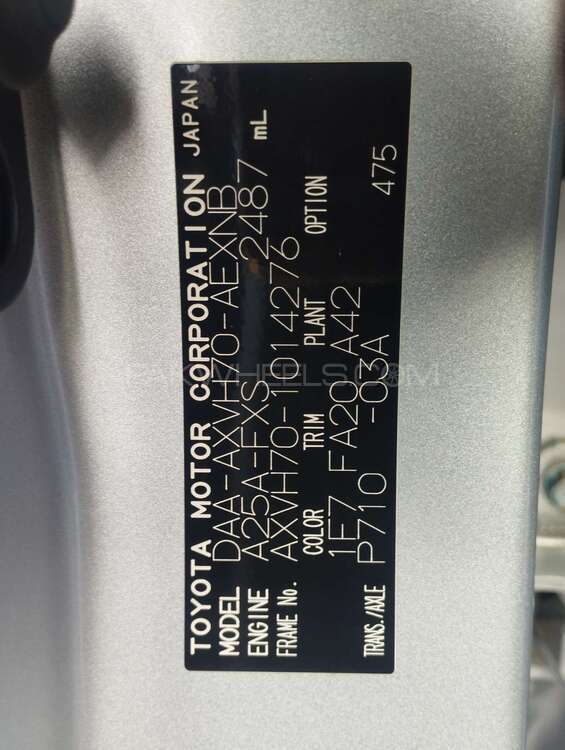 TOYOTA MOTOR CORPORATION JAPAN
MODEL DAA-AXVH70-AEXNB
ENGINE A25A-FXS 2487 mL
FRAME No. AXVH70-1014276
COLOR TRIM PLANT OPTION
1F7 FA20 A42 475
TRANS./AXLE P710 -03A